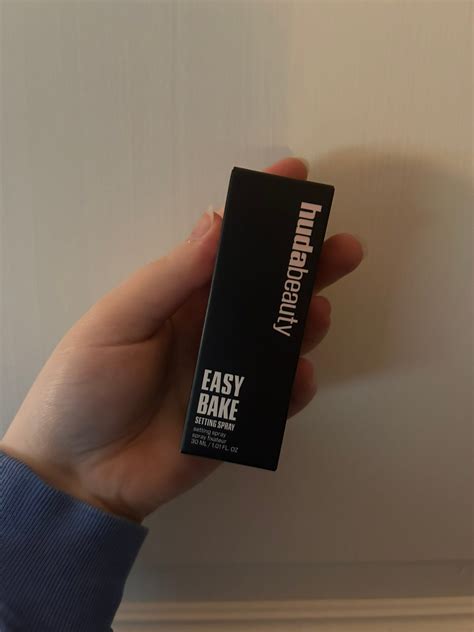 hudabeauty
EASY
BAKE
SETTING SPRAY
setting spray
spray fixateur
30 ML / 1.01 FL. OZ